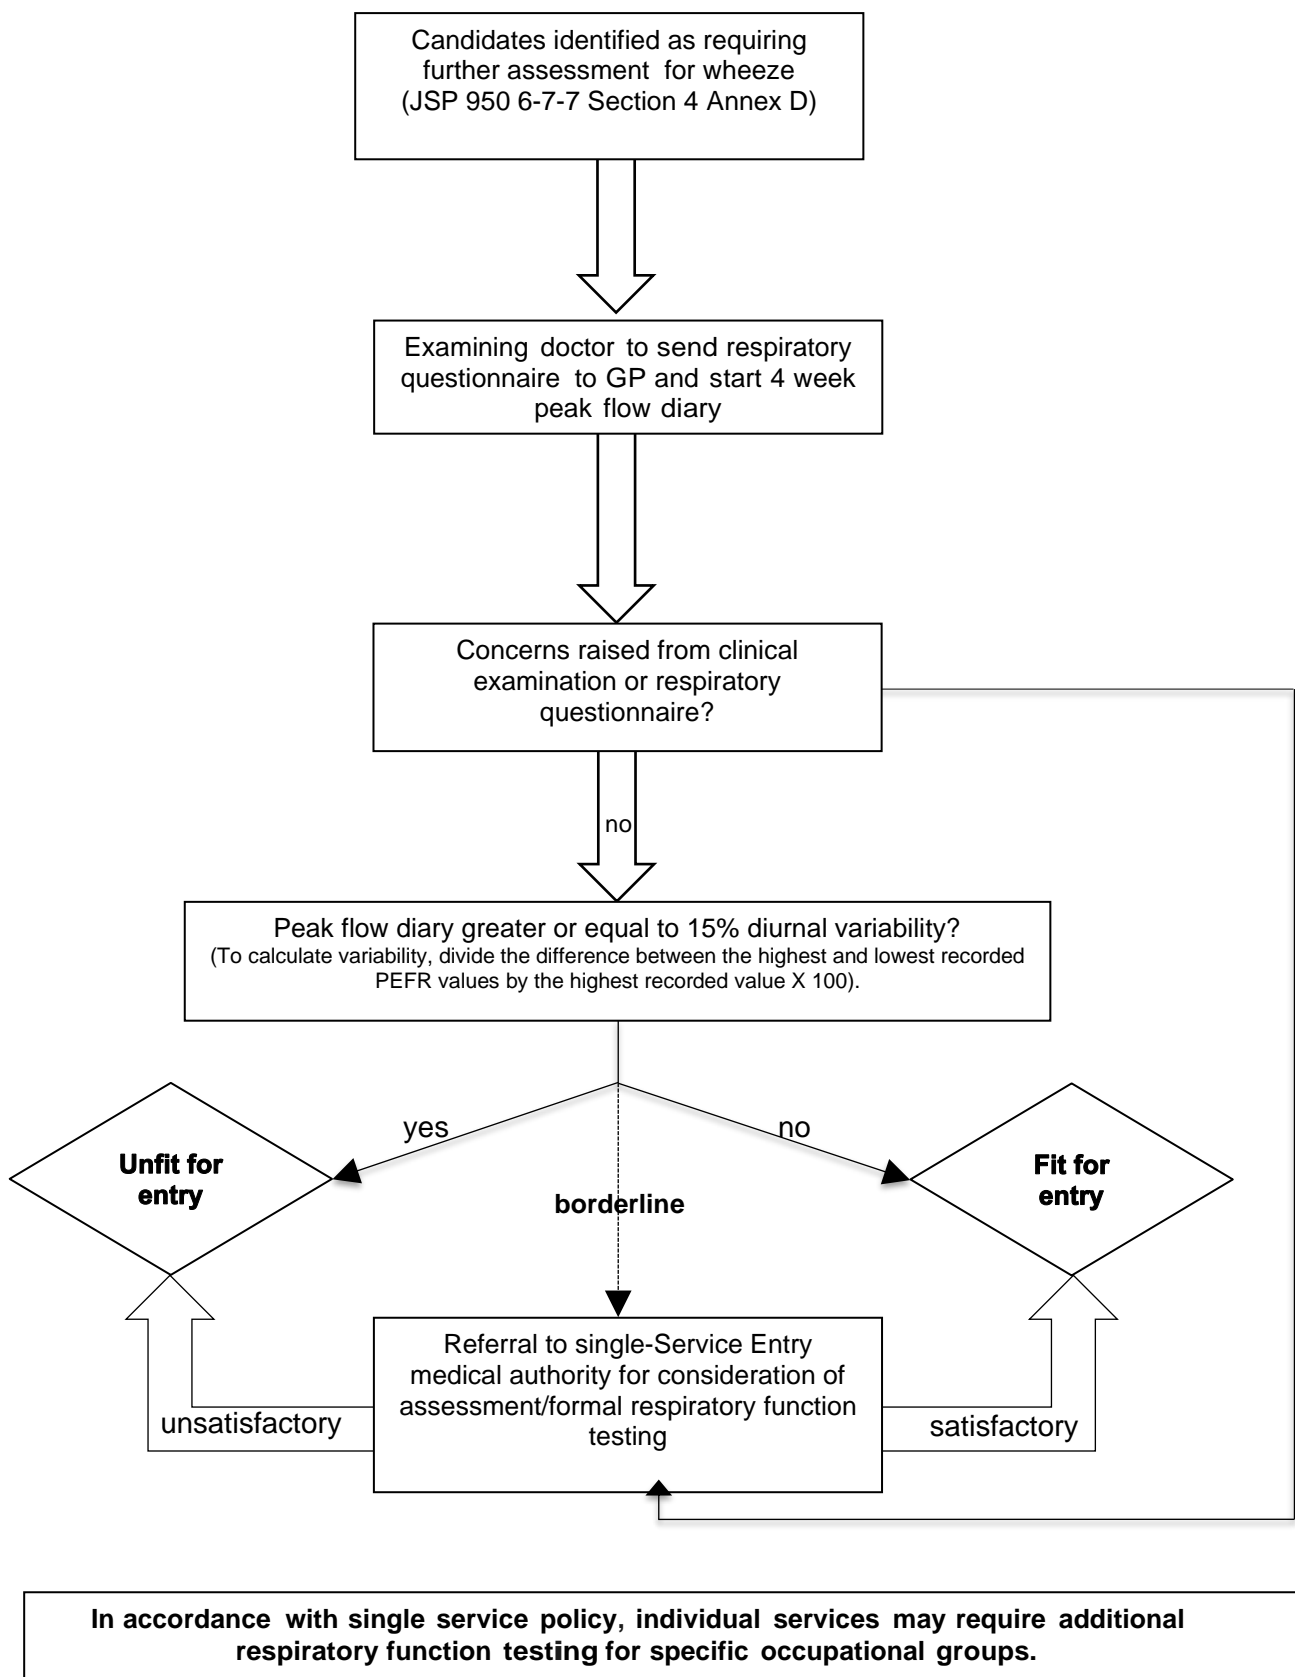 Candidates identified as requiring
further assessment for wheeze
(JSP 950 6-7-7 Section 4 Annex D)
Examining doctor to send respiratory
questionnaire to GP and start 4 week
peak flow diary
Concerns raised from clinical
examination or respiratory
questionnaire?
no
Peak flow diary greater or equal to 15% diurnal variability?
(To calculate variability, divide the difference between the highest and lowest recorded
PEFR values by the highest recorded value X 100).
yes
no
Unfit for
entry
Fit for
entry
borderline
Referral to single-Service Entry
medical authority for consideration of
assessment/formal respiratory function
testing
unsatisfactory
satisfactory
In accordance with single service policy, individual services may require additional
respiratory function testing for specific occupational groups.